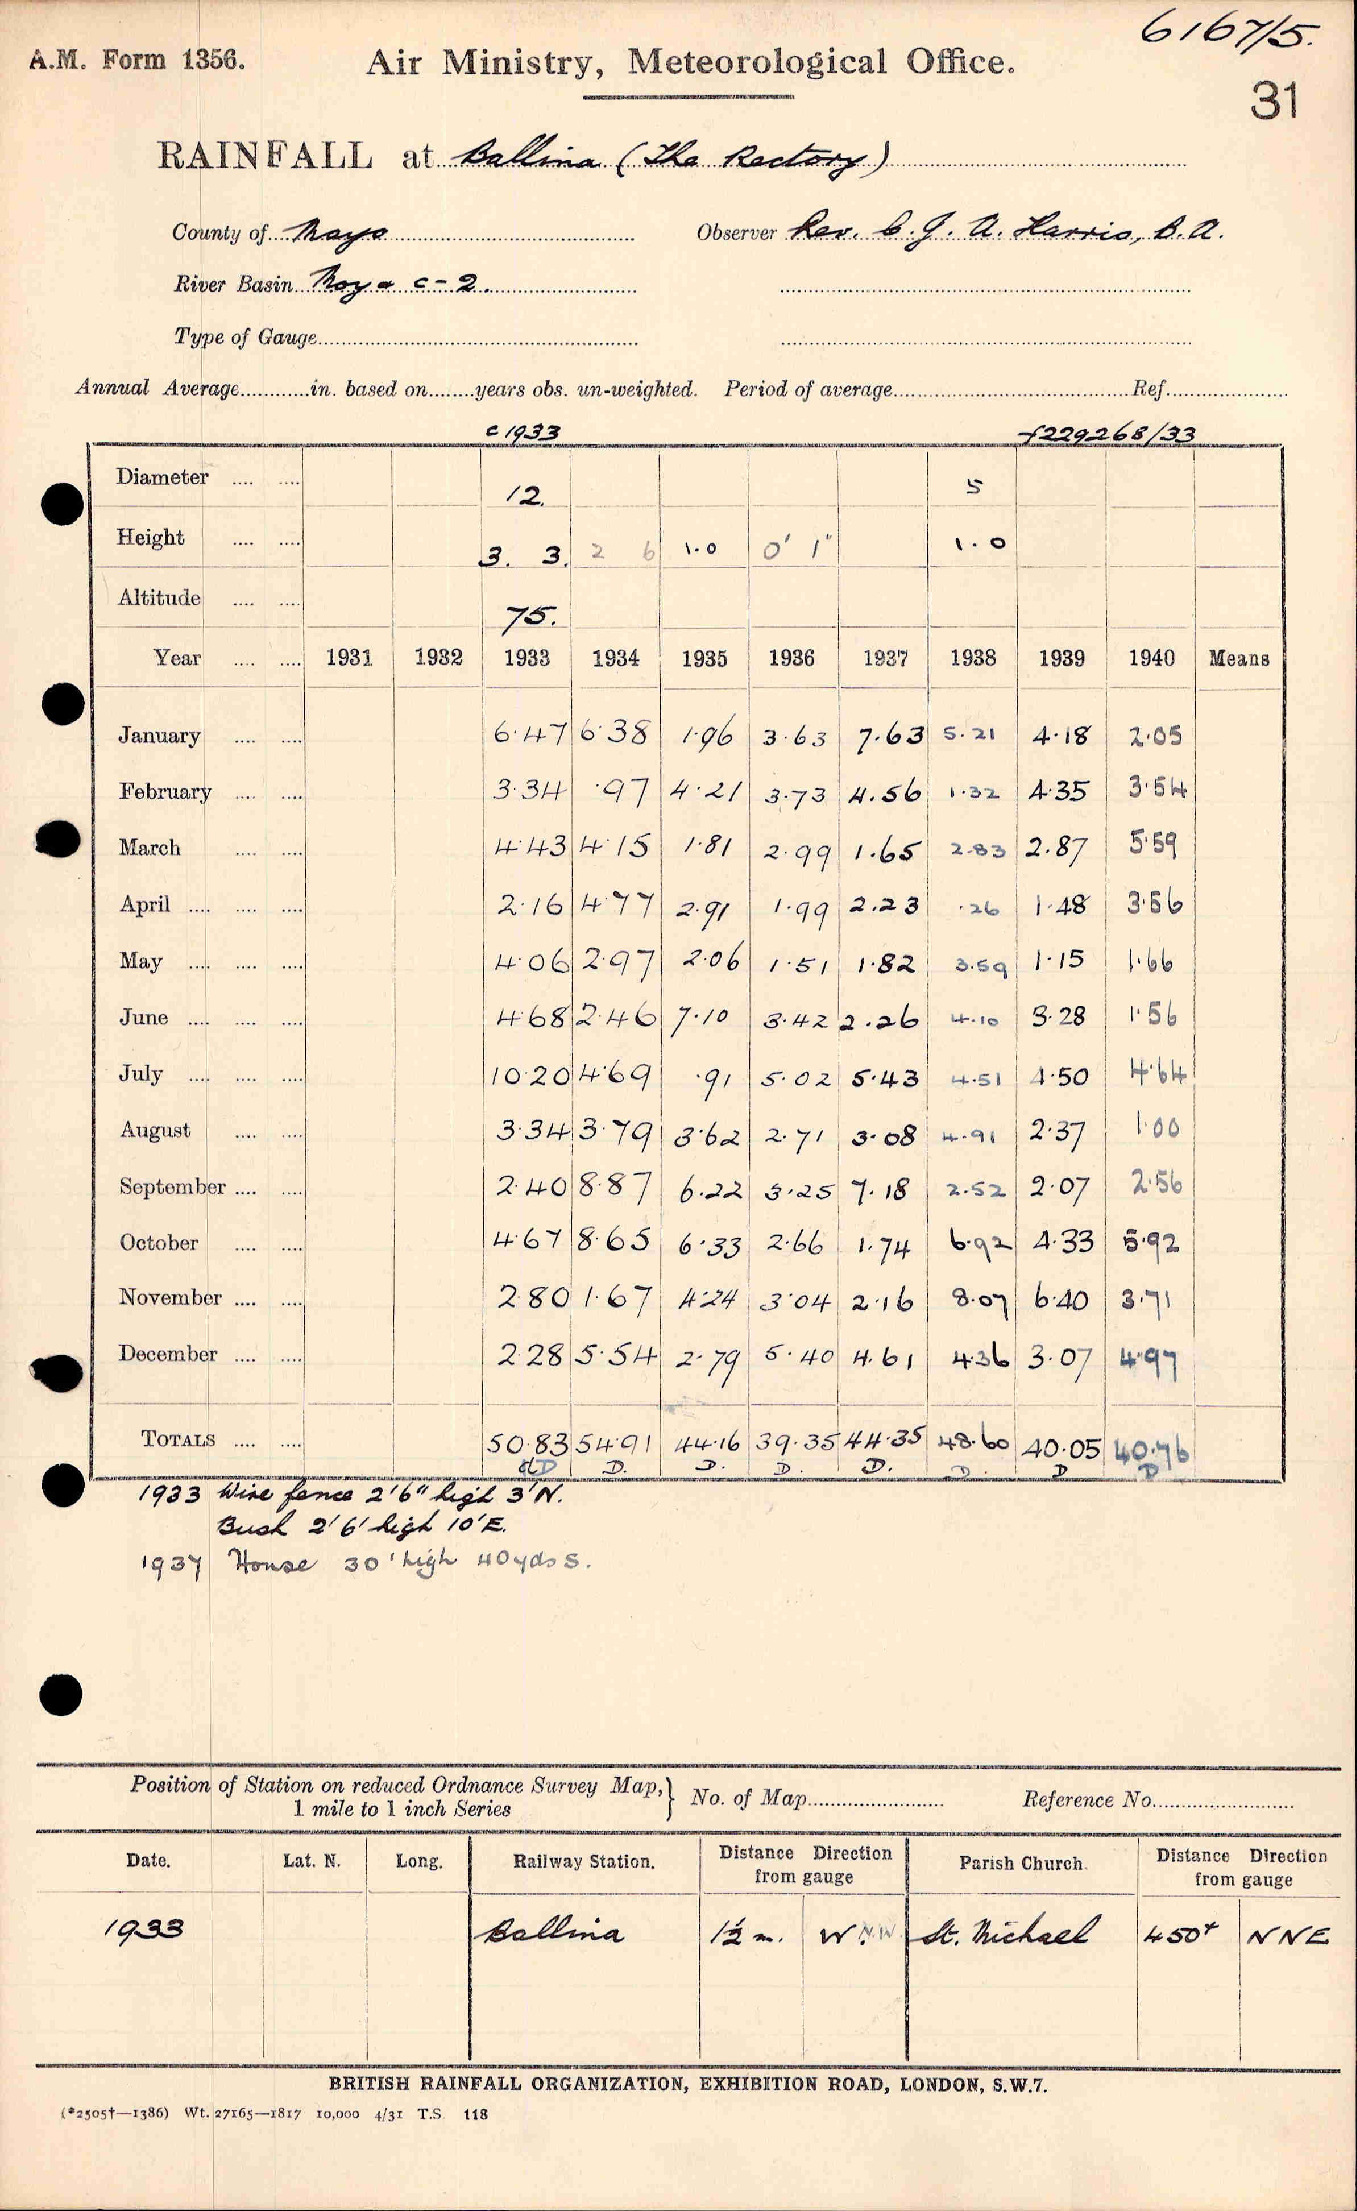 6167/5.
A.M. Form 1356. Air Ministry, Meteorological Office.
31
RAINFALL at Ballina (The Rectory)
County of Mayo Observer Rev. C. J. A. Harris, B.A.
River Basin Moy & c-2.
Type of Gauge
Annual Average in. based on years obs. un-weighted. Period of average Ref.
c 1933 f229268/33
Diameter 12. 5
Height 3. 3. 2 6 1.0 0' 1" 1.0
Altitude 75.
Year 1931 1932 1933 1934 1935 1936 1937 1938 1939 1940 Means
January 6.47 6.38 1.96 3.63 7.63 5.21 4.18 2.05
February 3.34 .97 4.21 3.73 4.56 1.32 4.35 3.54
March 4.43 4.15 1.81 2.99 1.65 2.83 2.87 5.59
April 2.16 4.77 2.91 1.99 2.23 .26 1.48 3.56
May 4.06 2.97 2.06 1.51 1.82 3.59 1.15 1.66
June 4.68 2.46 7.10 3.42 2.26 4.10 3.28 1.56
July 10.20 4.69 .91 5.02 5.43 4.51 4.50 4.64
August 3.34 3.79 3.62 2.71 3.08 4.91 2.37 1.00
September 2.40 8.87 6.22 3.25 7.18 2.52 2.07 2.56
October 4.67 8.65 6.33 2.66 1.74 6.92 4.33 5.92
November 2.80 1.67 4.24 3.04 2.16 8.07 6.40 3.71
December 2.28 5.54 2.79 5.40 4.61 4.36 3.07 4.97
TOTALS 50.83 54.91 44.16 39.35 44.35 48.60 40.05 40.76
D D. D. D. D. D. D D
1933 Wire fence 2'6" high 3'N.
Bush 2'6' high 10'E.
1937 House 30' high 40yds S.
Position of Station on reduced Ordnance Survey Map, 1 mile to 1 inch Series } No. of Map Reference No.
Date. Lat. N. Long. Railway Station. Distance Direction from gauge Parish Church. Distance Direction from gauge
1933 Ballina 1½ m. W N.W St. Michael 450+ NNE
BRITISH RAINFALL ORGANIZATION, EXHIBITION ROAD, LONDON, S.W.7.
(*2505†—1386) Wt. 27165—1817 10,000 4/31 T.S. 118